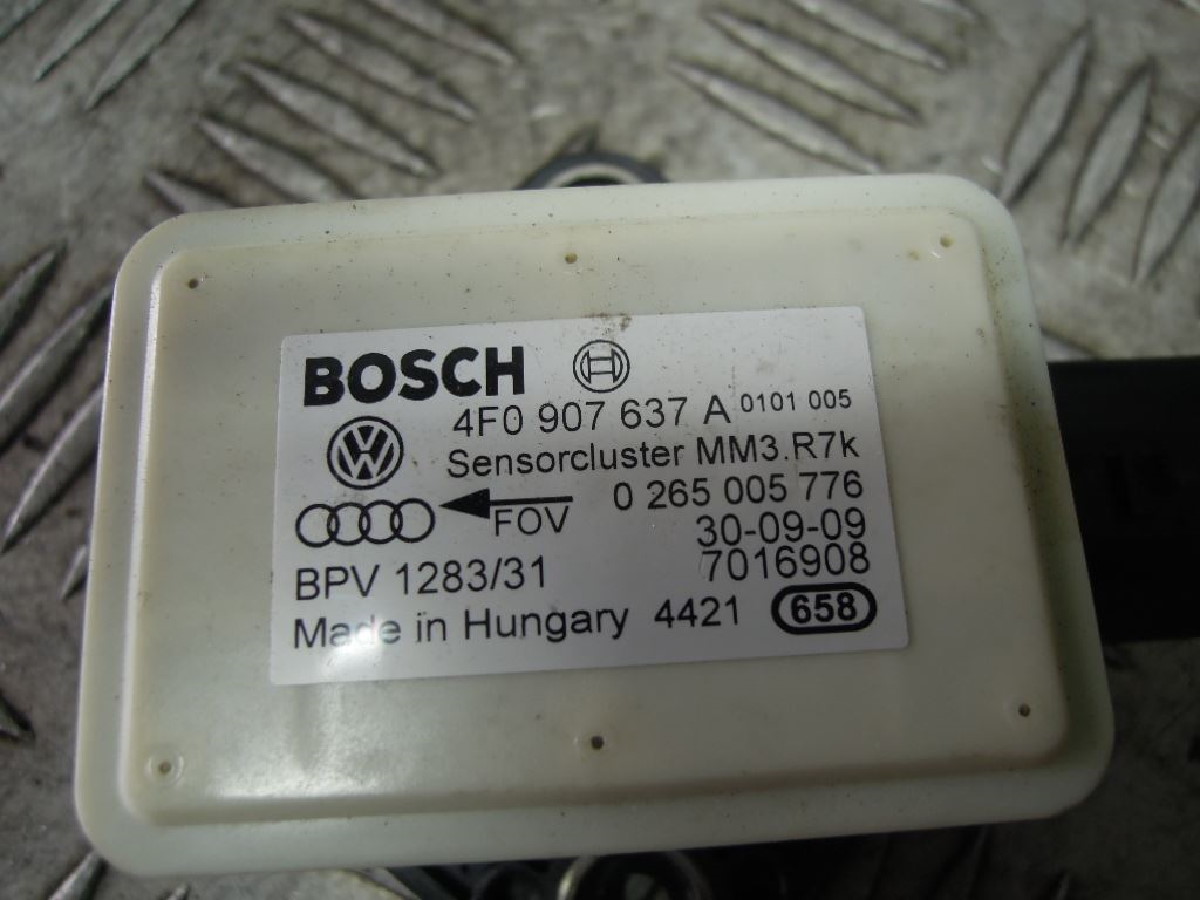 BOSCH
4F0 907 637 A 0101 005
Sensorcluster MM3.R7k
0 265 005 776
FOV
30-09-09
7016908
BPV 1283/31
Made in Hungary 4421 658